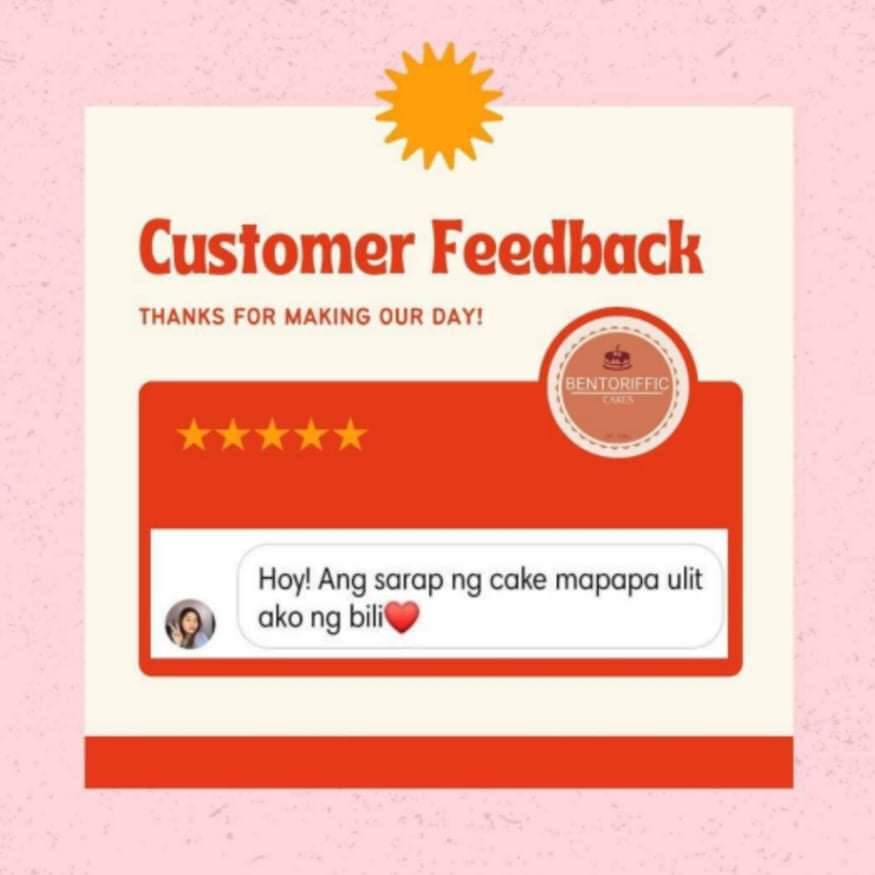 Customer Feedback
THANKS FOR MAKING OUR DAY!
BENTORIFFIC
CAKES
Hoy! Ang sarap ng cake mapapa ulit
ako ng bili❤️